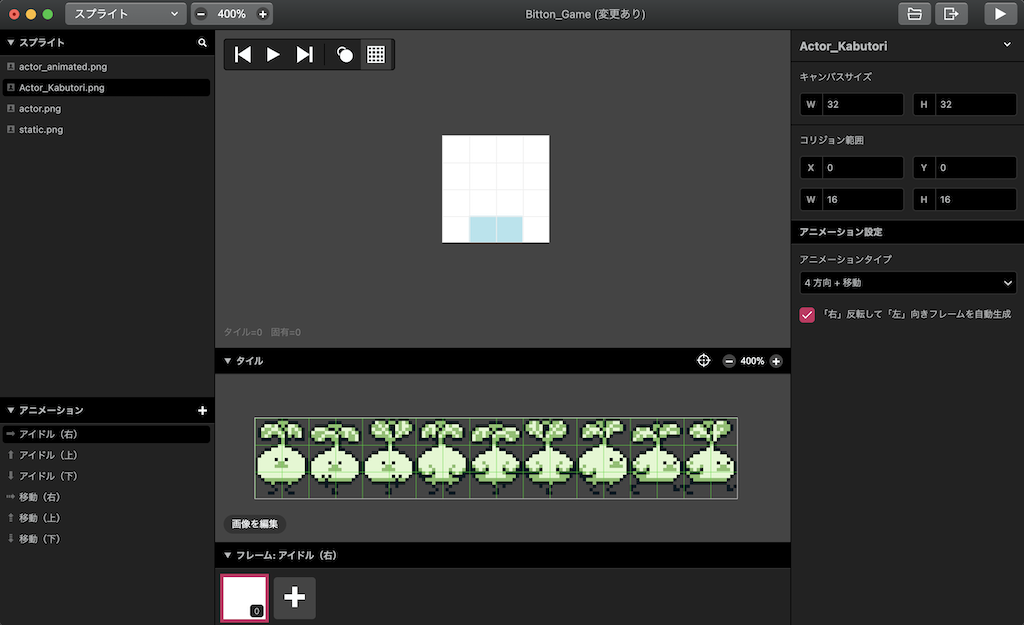 スプライト
400%
Bitton_Game (変更あり)
スプライト
actor_animated.png
Actor_Kabutori.png
actor.png
static.png
アニメーション
アイドル（右）
アイドル（上）
アイドル（下）
移動（右）
移動（上）
移動（下）
タイル=0 固有=0
タイル
400%
画像を編集
フレーム: アイドル（右）
0
Actor_Kabutori
キャンバスサイズ
W 32 H 32
コリジョン範囲
X 0 Y 0
W 16 H 16
アニメーション設定
アニメーションタイプ
4 方向 + 移動
「右」反転して「左」向きフレームを自動生成